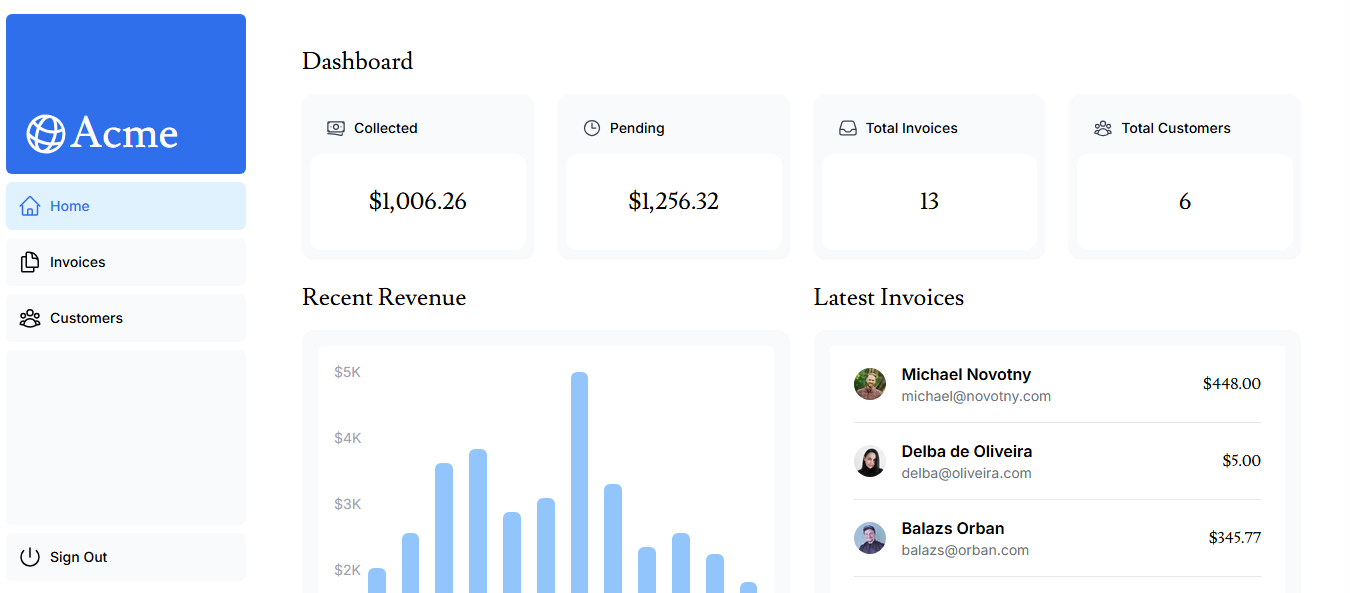 Acme
Home
Invoices
Customers
Sign Out
Dashboard
Collected
$1,006.26
Pending
$1,256.32
Total Invoices
13
Total Customers
6
Recent Revenue
$5K
$4K
$3K
$2K
Latest Invoices
Michael Novotny
michael@novotny.com
$448.00
Delba de Oliveira
delba@oliveira.com
$5.00
Balazs Orban
balazs@orban.com
$345.77